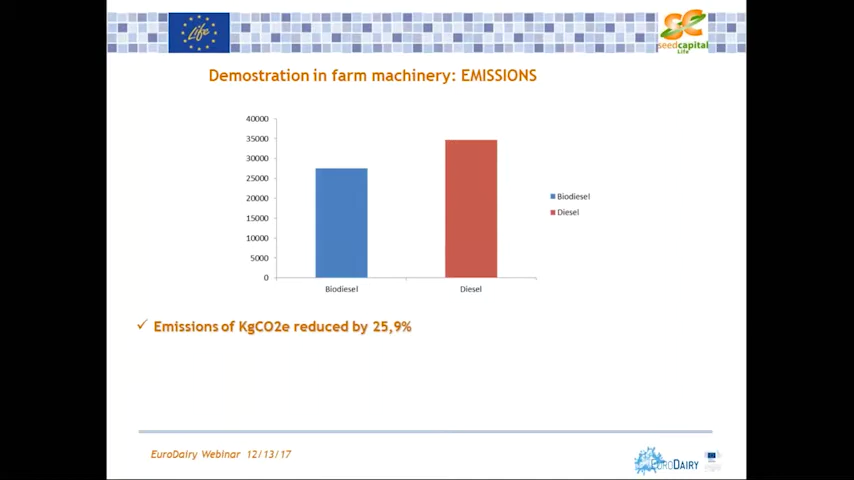 Life
seedcapital
Life
Demostration in farm machinery: EMISSIONS
40000
35000
30000
25000
20000
15000
10000
5000
0
Biodiesel
Diesel
Biodiesel
Diesel
✓ Emissions of KgCO2e reduced by 25,9%
EuroDairy Webinar 12/13/17
EURODAIRY